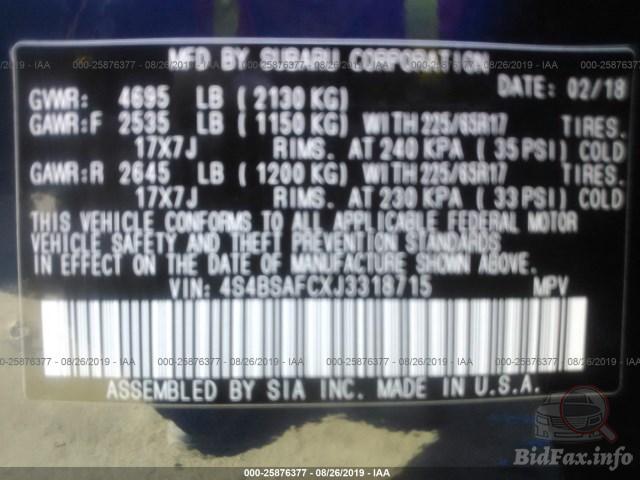 MFD BY SUBARU CORPORATION
DATE: 02/18
GVWR: 4695 LB ( 2130 KG)
GAWR:F 2535 LB ( 1150 KG) WITH 225/65R17 TIRES.
17X7J RIMS. AT 240 KPA ( 35 PSI) COLD
GAWR:R 2645 LB ( 1200 KG) WITH 225/65R17 TIRES.
17X7J RIMS. AT 230 KPA ( 33 PSI) COLD
THIS VEHICLE CONFORMS TO ALL APPLICABLE FEDERAL MOTOR
VEHICLE SAFETY AND THEFT PREVENTION STANDARDS
IN EFFECT ON THE DATE OF MANUFACTURE SHOWN ABOVE.
VIN: 4S4BSAFCXJ3318715 MPV
ASSEMBLED BY SIA INC. MADE IN U.S.A.
000-25876377 - 08/26/2019 - IAA
BidFax.info